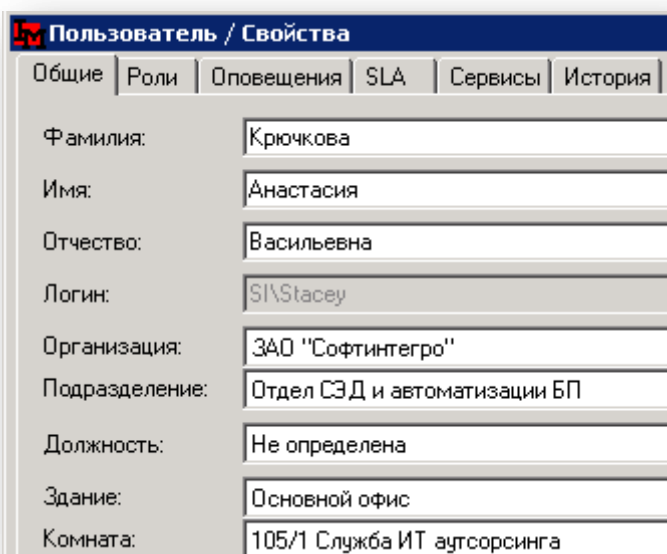 Пользователь / Свойства
Общие Роли Оповещения SLA Сервисы История
Фамилия: Крючкова
Имя: Анастасия
Отчество: Васильевна
Логин: SI\Stacey
Организация: ЗАО "Софтинтегро"
Подразделение: Отдел СЭД и автоматизации БП
Должность: Не определена
Здание: Основной офис
Комната: 105/1 Служба ИТ аутсорсинга